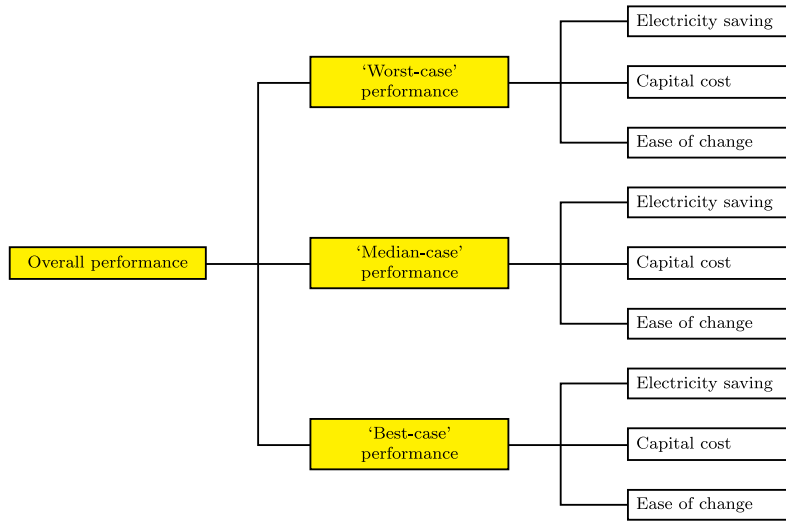 Electricity saving
‘Worst-case’
performance
Capital cost
Ease of change
Electricity saving
Overall performance
‘Median-case’
performance
Capital cost
Ease of change
Electricity saving
‘Best-case’
performance
Capital cost
Ease of change